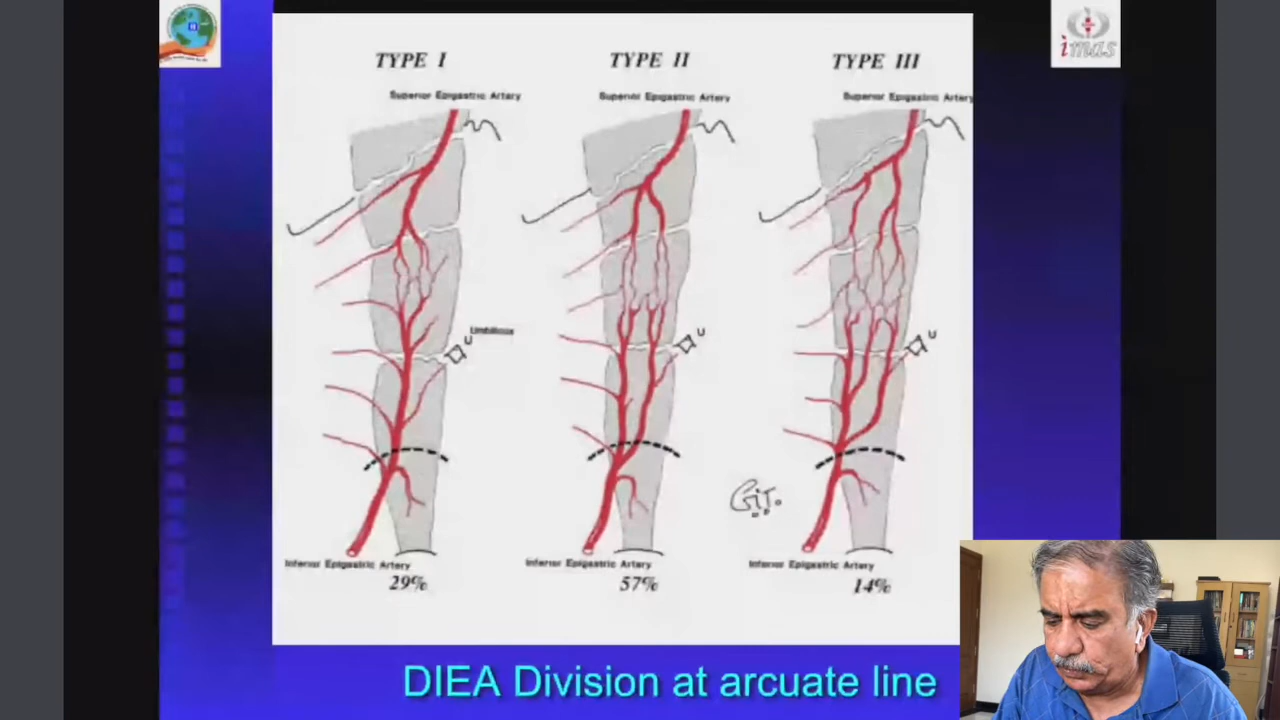 TYPE I
TYPE II
TYPE III
Superior Epigastric Artery
Superior Epigastric Artery
Superior Epigastric Artery
Umbilicus
U
U
U
G.T.
Inferior Epigastric Artery
Inferior Epigastric Artery
Inferior Epigastric Artery
29%
57%
14%
DIEA Division at arcuate line
imas